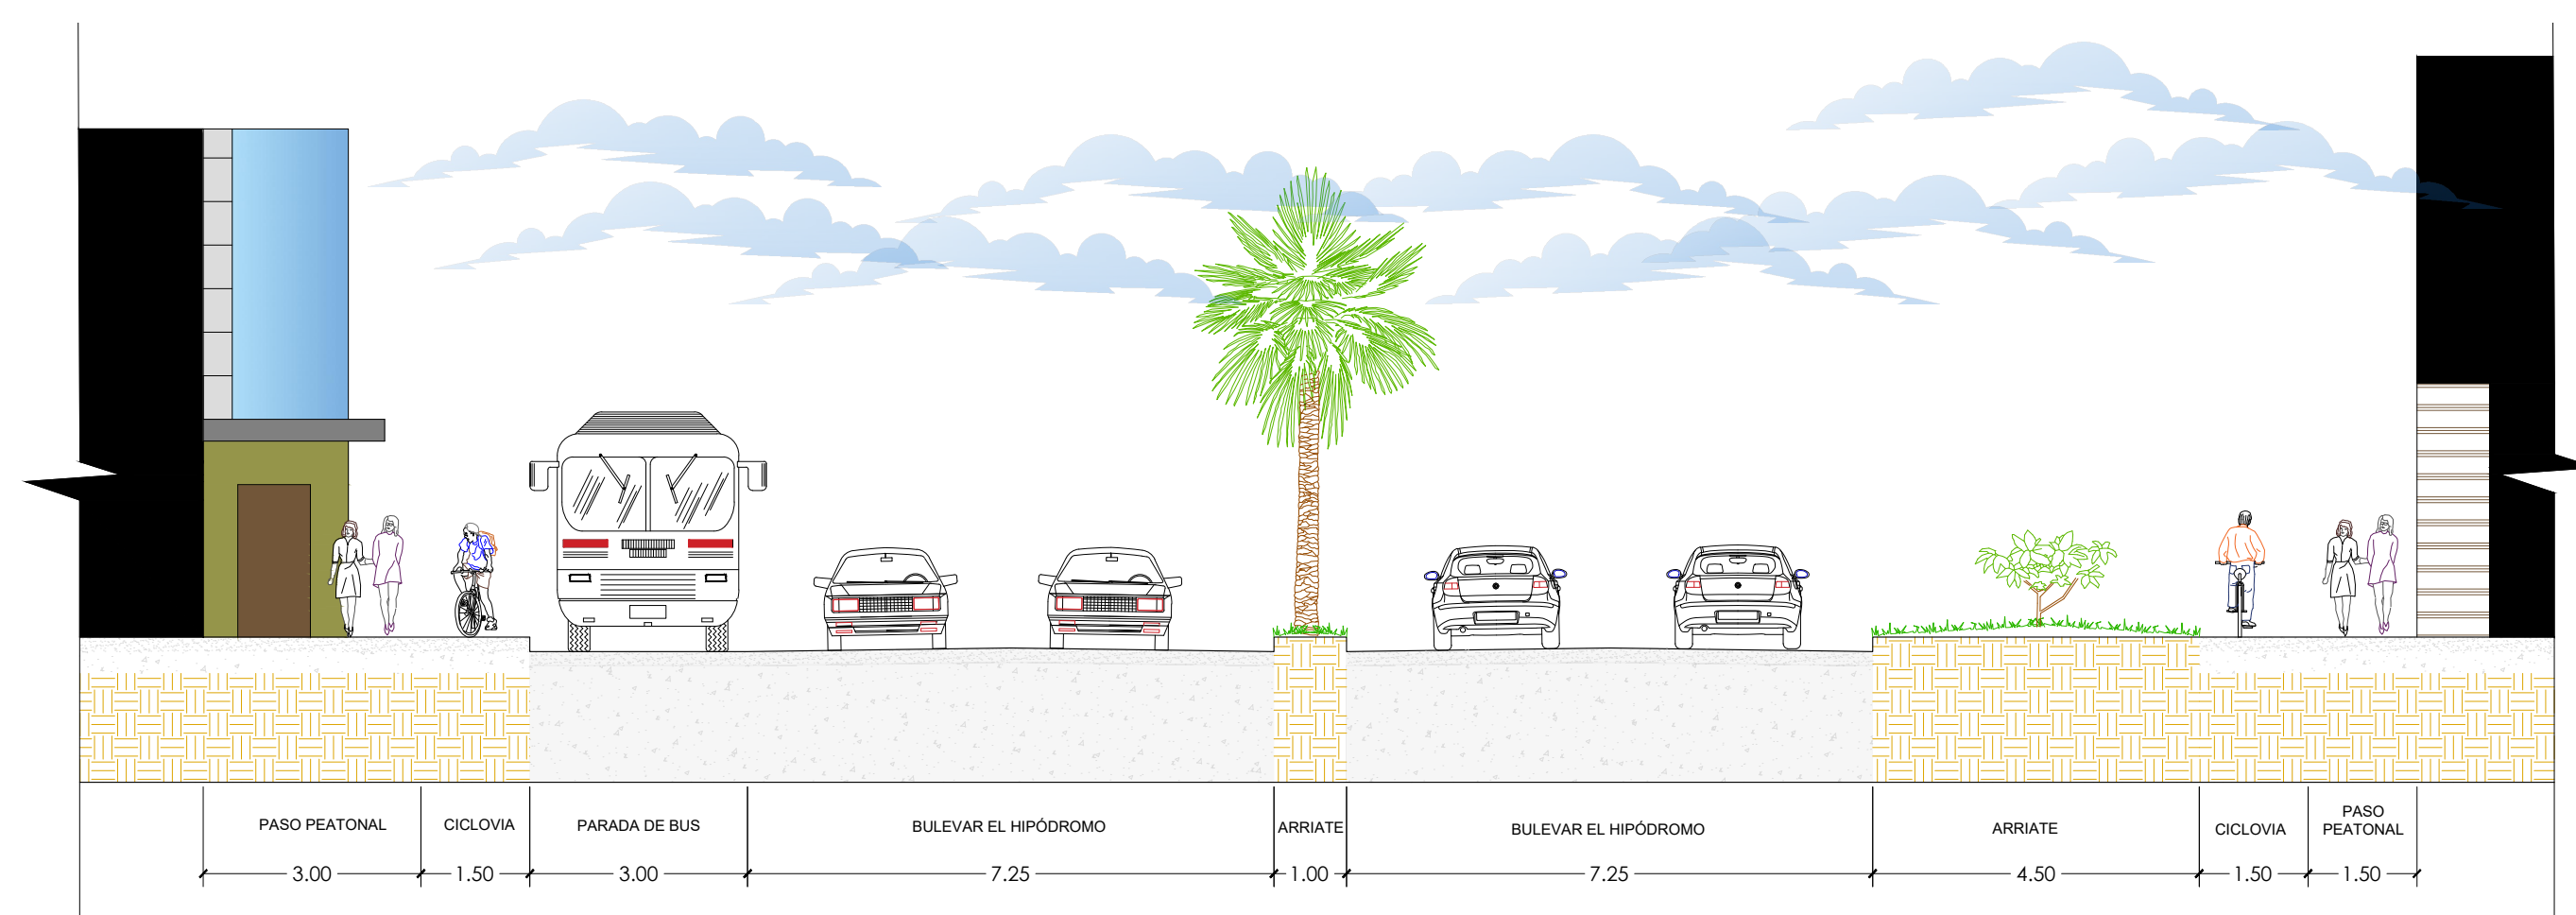 PASO PEATONAL
CICLOVIA
PARADA DE BUS
BULEVAR EL HIPÓDROMO
ARRIATE
BULEVAR EL HIPÓDROMO
ARRIATE
CICLOVIA
PASO
PEATONAL
3.00
1.50
3.00
7.25
1.00
7.25
4.50
1.50
1.50